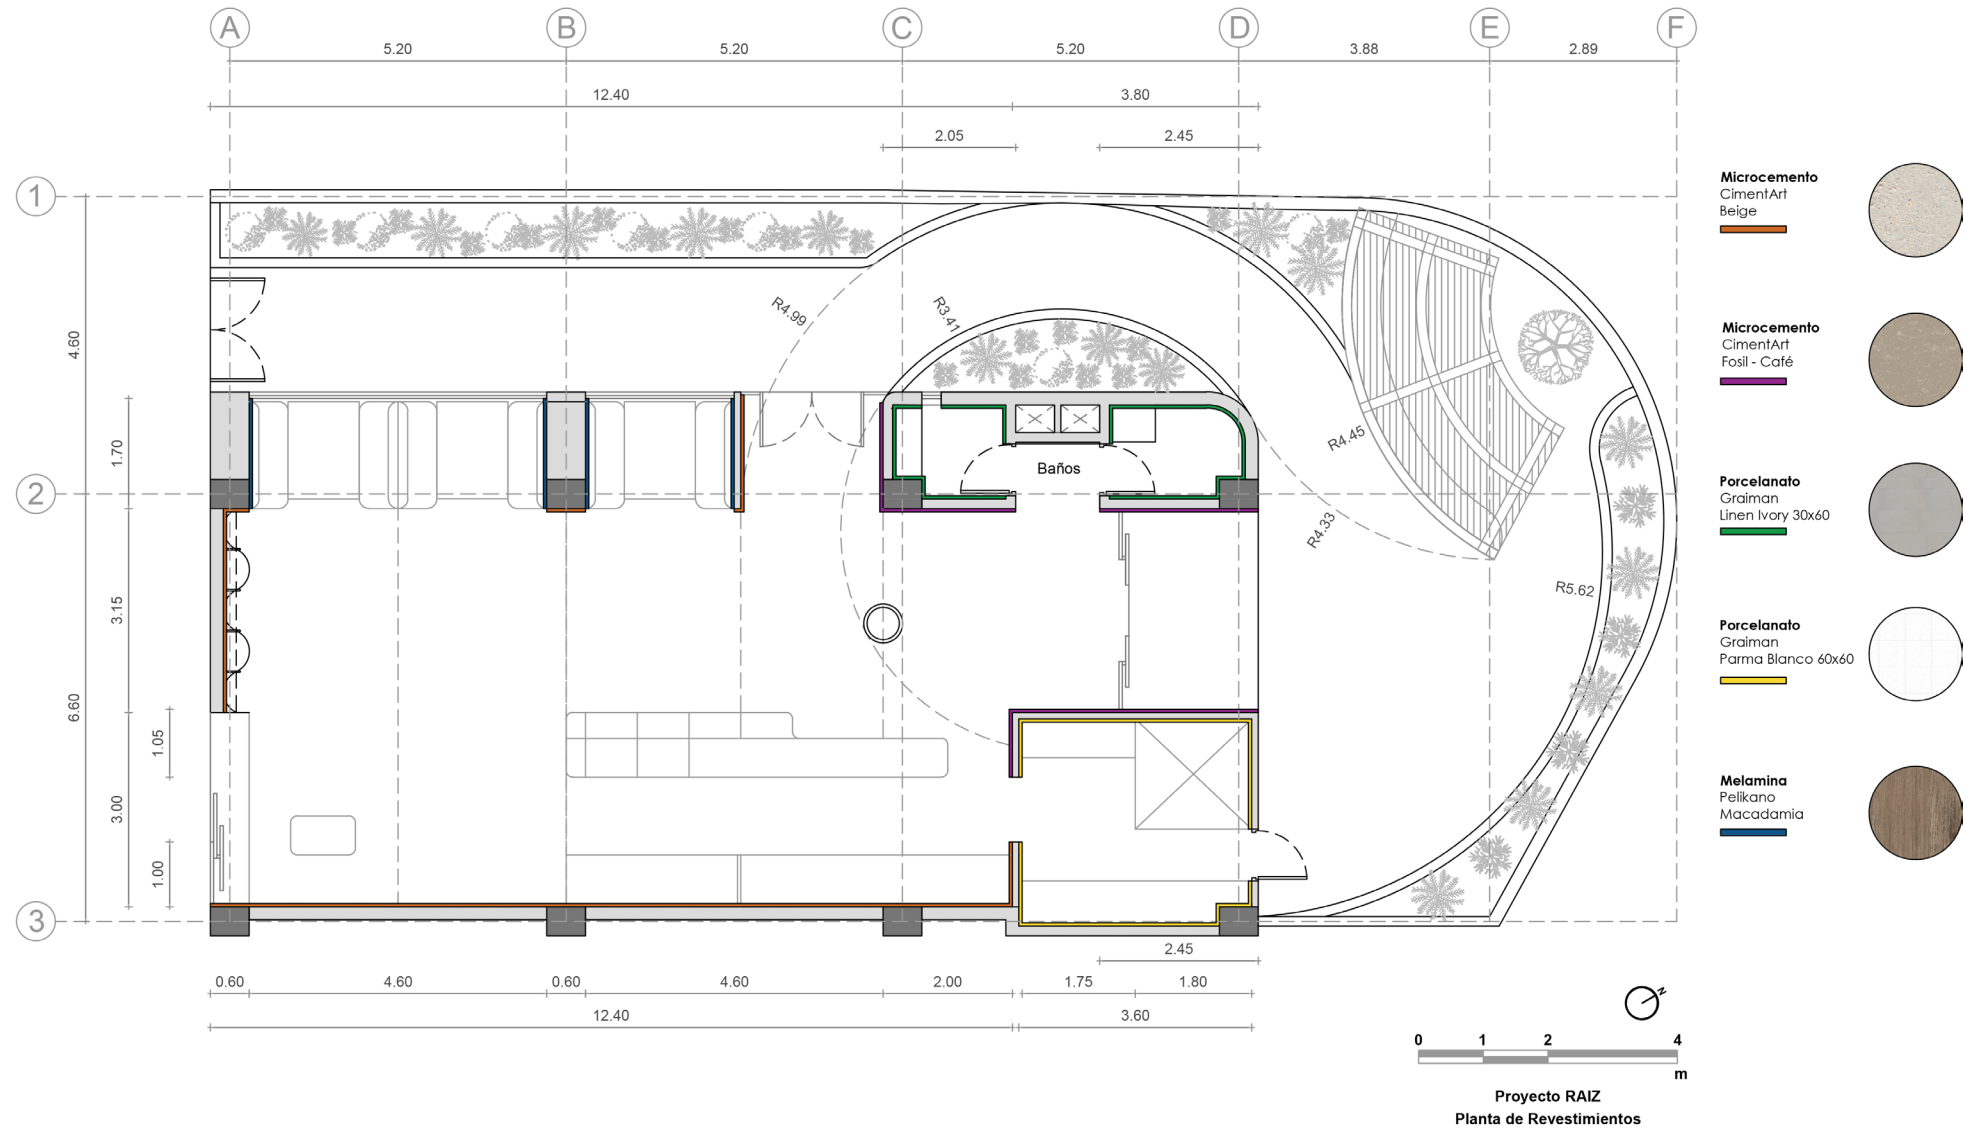 A
B
C
D
E
F
5.20
5.20
5.20
3.88
2.89
12.40
3.80
2.05
2.45
1
2
3
4.60
6.60
1.70
3.15
3.00
1.05
1.00
R4.99
R3.41
R4.45
R4.33
R5.62
Baños
2.45
0.60
4.60
0.60
4.60
2.00
1.75
1.80
12.40
3.60
Microcemento
CimentArt
Beige
Microcemento
CimentArt
Fosil - Café
Porcelanato
Graiman
Linen Ivory 30x60
Porcelanato
Graiman
Parma Blanco 60x60
Melamina
Pelikano
Macadamia
N
0 1 2 4
m
Proyecto RAIZ
Planta de Revestimientos